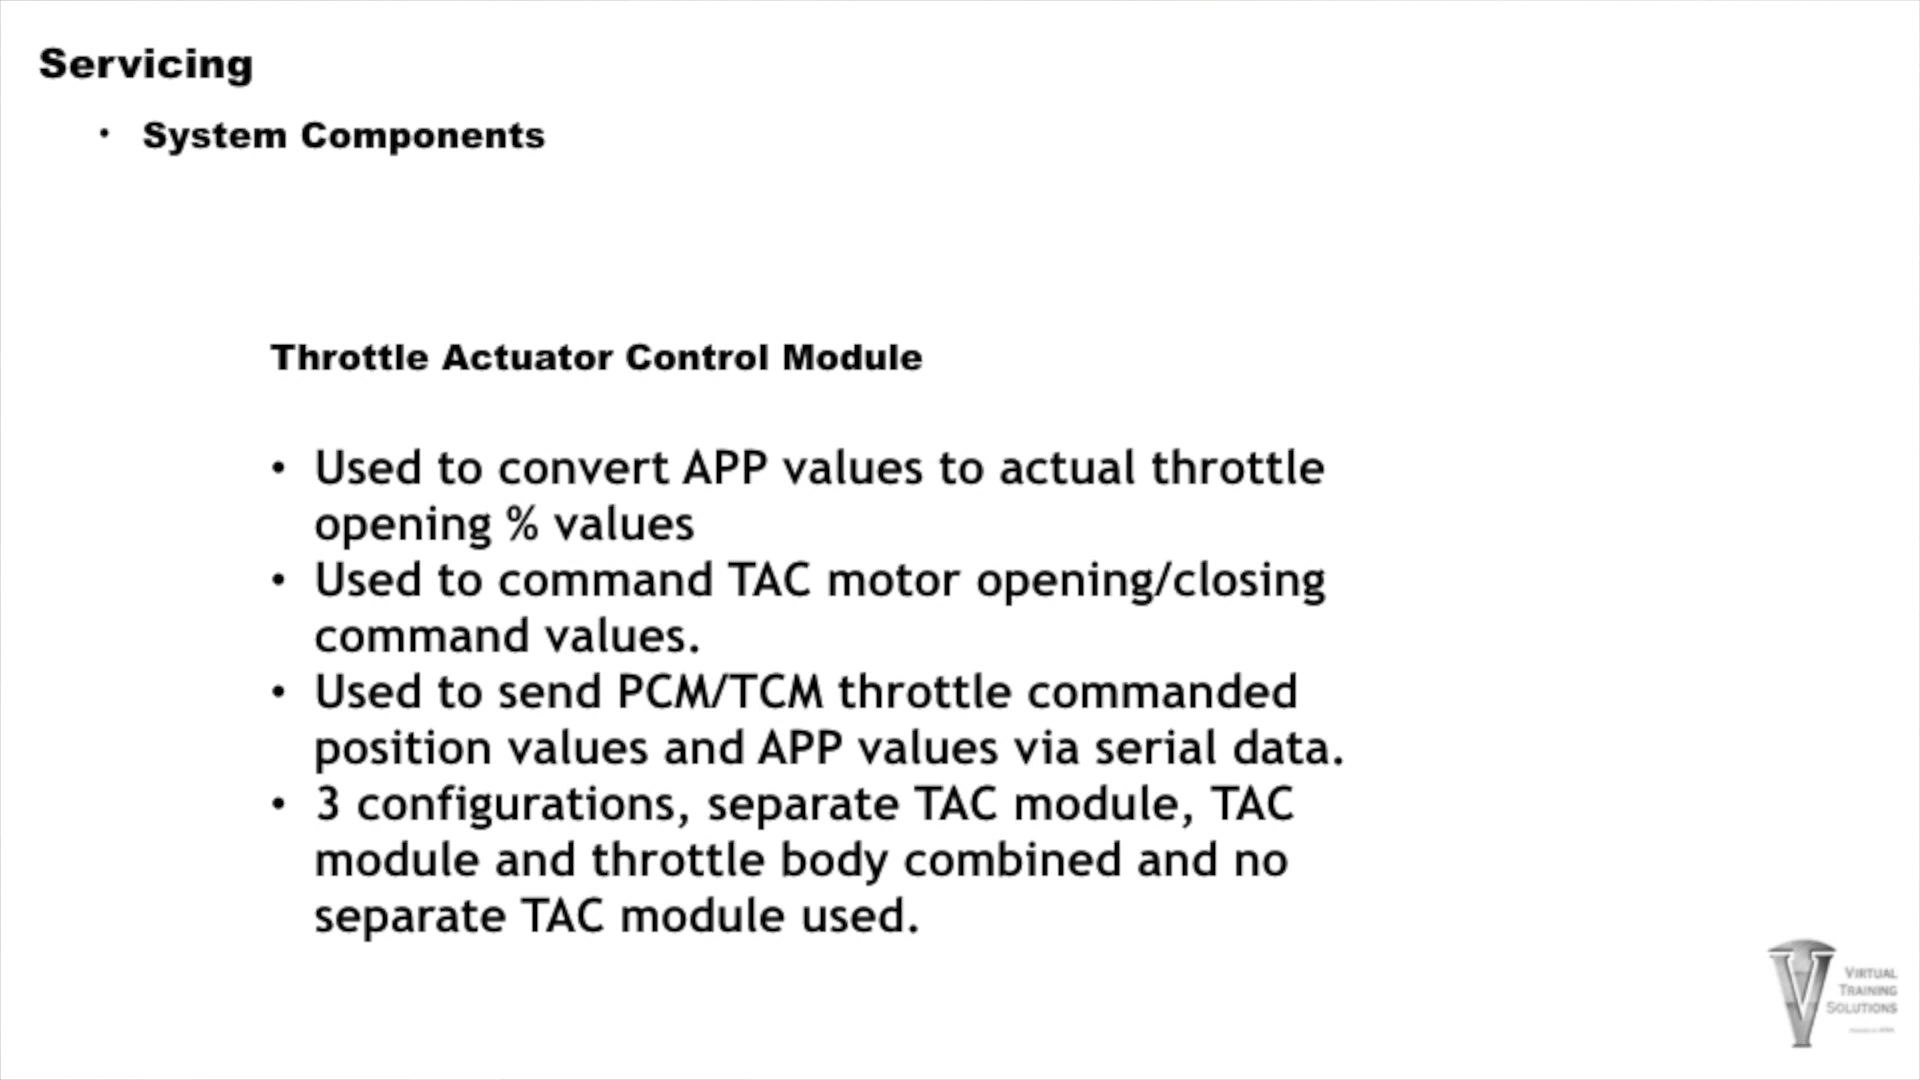 Servicing
• System Components
Throttle Actuator Control Module
• Used to convert APP values to actual throttle
opening % values
• Used to command TAC motor opening/closing
command values.
• Used to send PCM/TCM throttle commanded
position values and APP values via serial data.
• 3 configurations, separate TAC module, TAC
module and throttle body combined and no
separate TAC module used.
VIRTUAL
TRAINING
SOLUTIONS